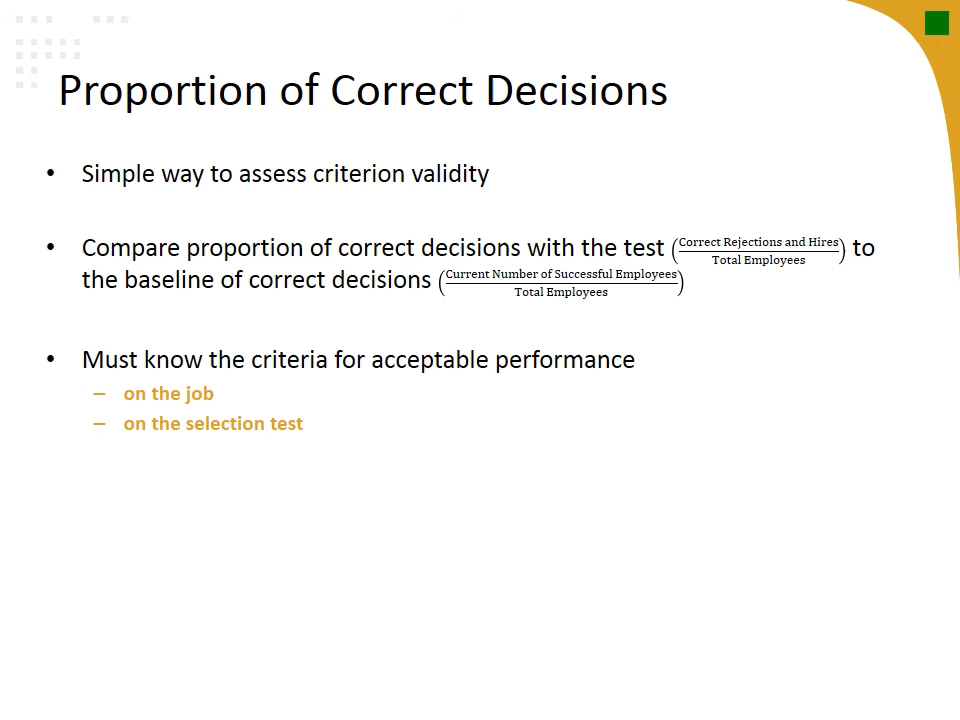 Proportion of Correct Decisions
• Simple way to assess criterion validity
• Compare proportion of correct decisions with the test (Correct Rejections and Hires / Total Employees) to
the baseline of correct decisions (Current Number of Successful Employees / Total Employees)
• Must know the criteria for acceptable performance
– on the job
– on the selection test